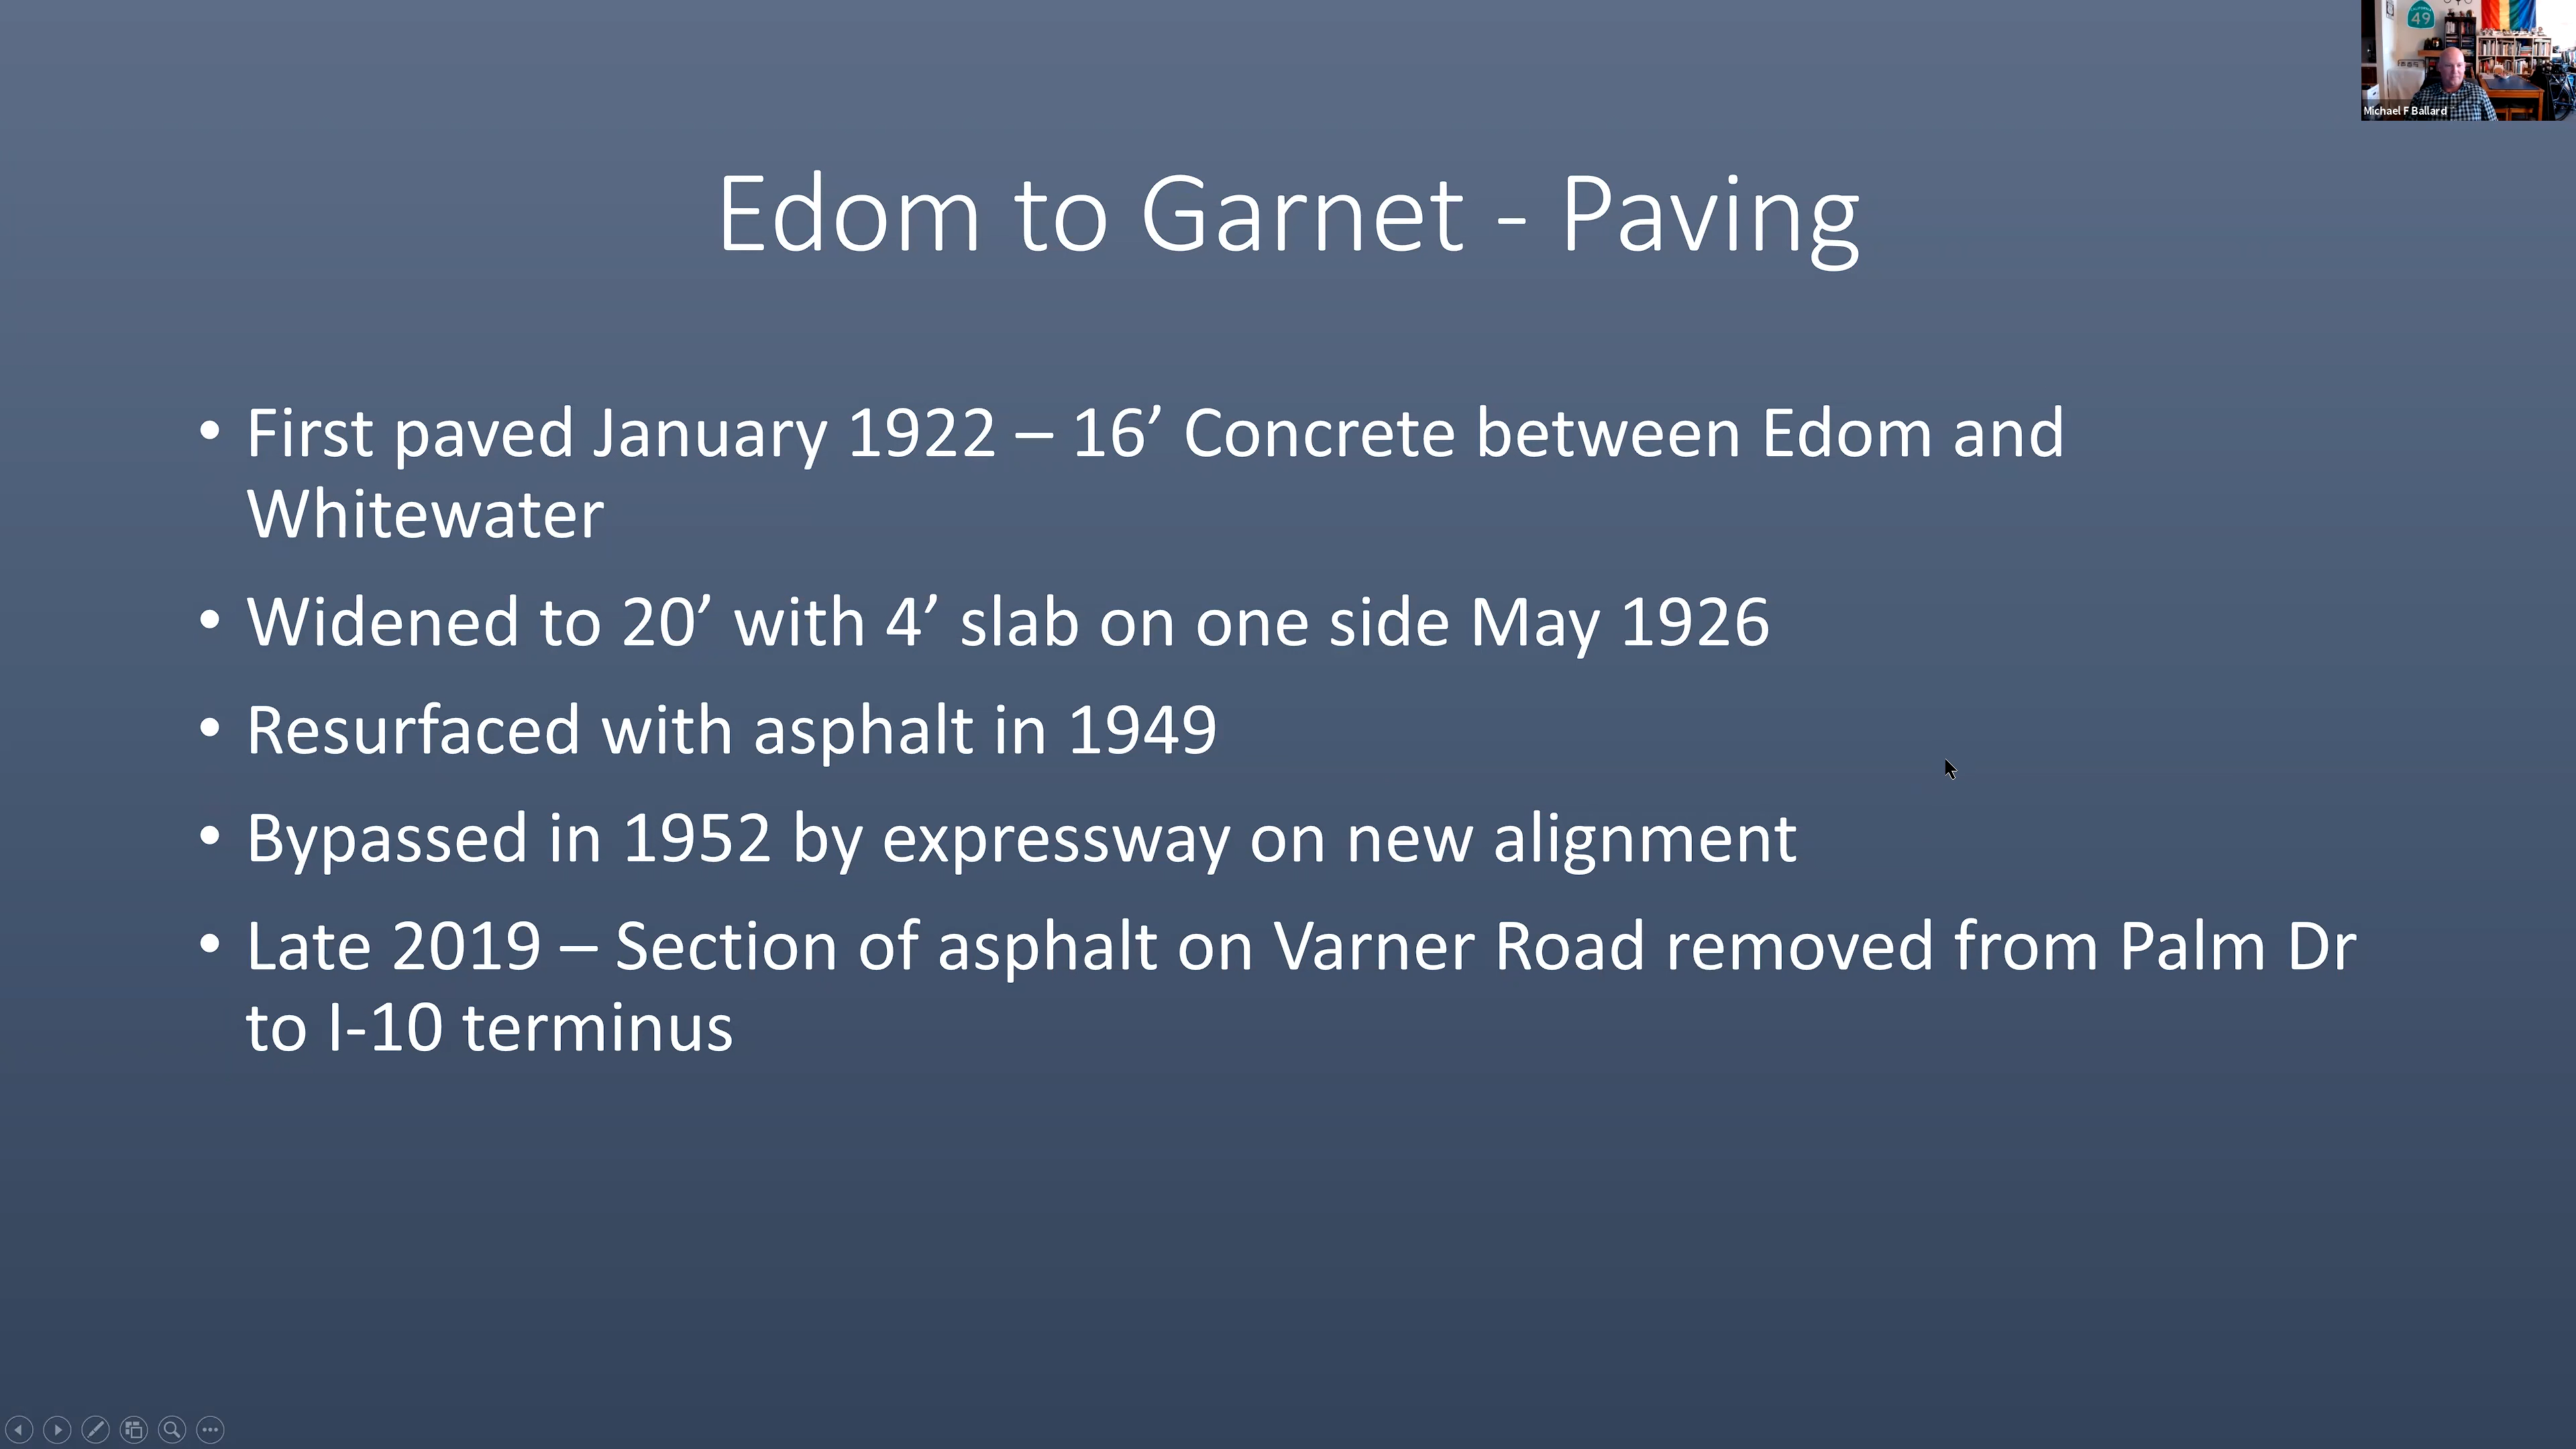 49
Michael F Ballard
Edom to Garnet - Paving
• First paved January 1922 – 16’ Concrete between Edom and
Whitewater
• Widened to 20’ with 4’ slab on one side May 1926
• Resurfaced with asphalt in 1949
• Bypassed in 1952 by expressway on new alignment
• Late 2019 – Section of asphalt on Varner Road removed from Palm Dr
to I-10 terminus